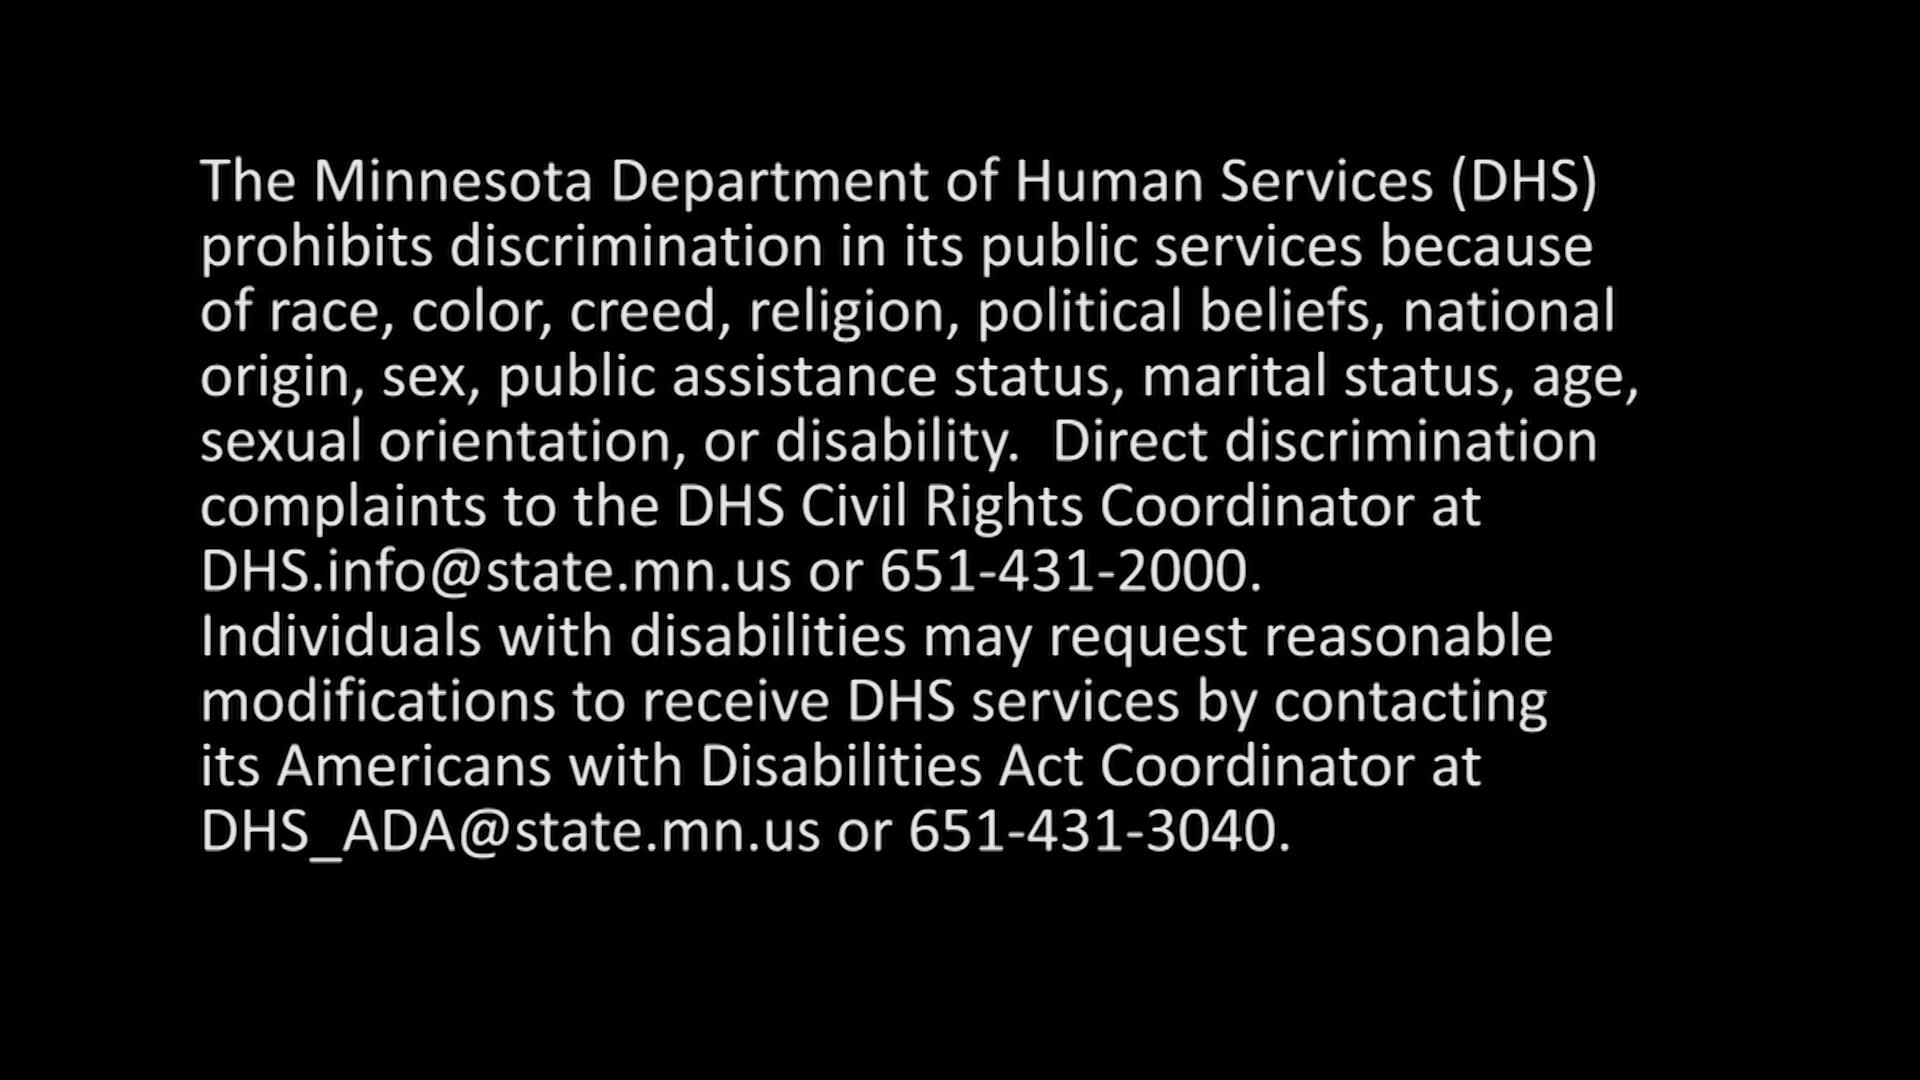 The Minnesota Department of Human Services (DHS)
prohibits discrimination in its public services because
of race, color, creed, religion, political beliefs, national
origin, sex, public assistance status, marital status, age,
sexual orientation, or disability.  Direct discrimination
complaints to the DHS Civil Rights Coordinator at
DHS.info@state.mn.us or 651-431-2000.
Individuals with disabilities may request reasonable
modifications to receive DHS services by contacting
its Americans with Disabilities Act Coordinator at
DHS_ADA@state.mn.us or 651-431-3040.